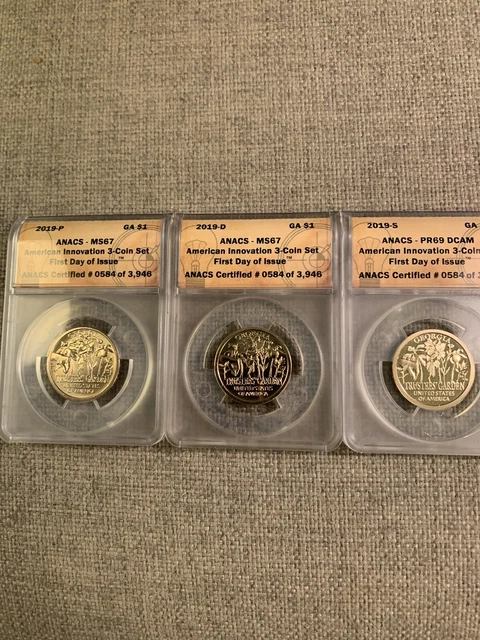 2019-P GA $1
ANACS - MS67
American Innovation 3-Coin Set
First Day of Issue™
ANACS Certified # 0584 of 3,946
TRUSTEES' GARDEN
UNITED STATES
OF AMERICA
2019-D GA $1
ANACS - MS67
American Innovation 3-Coin Set
First Day of Issue™
ANACS Certified # 0584 of 3,946
GEORGIA
TRUSTEES' GARDEN
UNITED STATES
OF AMERICA
2019-S GA
ANACS - PR69 DCAM
American Innovation 3-Coin
First Day of Issue™
ANACS Certified # 0584 of 3
GEORGIA
TRUSTEES' GARDEN
UNITED STATES
OF AMERICA